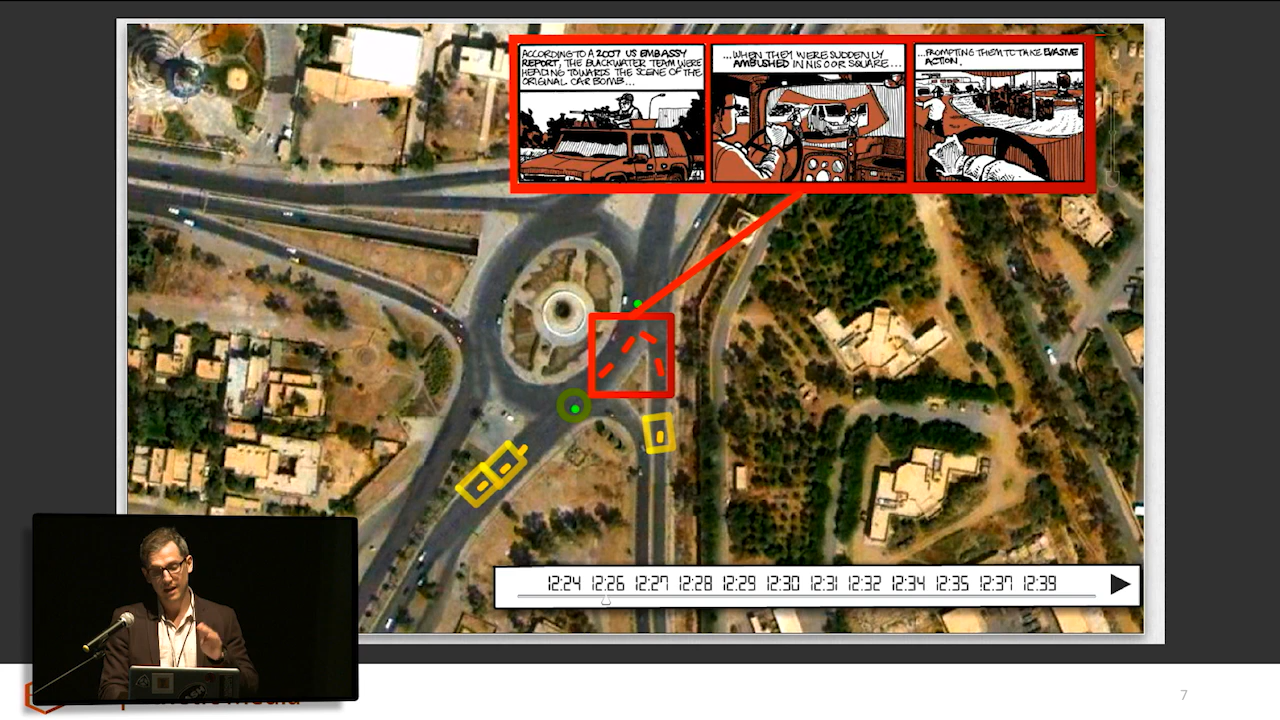 ACCORDING TO A 2007 US EMBASSY
REPORT, THE BLACKWATER TEAM WERE
HEADING TOWARDS THE SCENE OF THE
ORIGINAL CAR BOMB...
...WHEN THEY WERE SUDDENLY
AMBUSHED IN NISOOR SQUARE...
...PROMPTING THEM TO TAKE EVASIVE
ACTION.
12:24 12:26 12:27 12:28 12:29 12:30 12:31 12:32 12:34 12:35 12:37 12:39
7